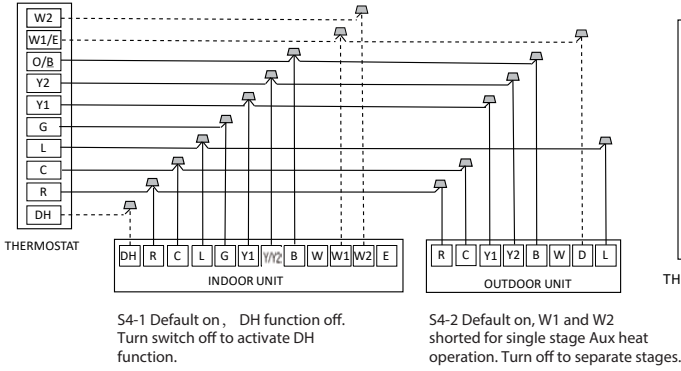 W2
W1/E
O/B
Y2
Y1
G
L
C
R
DH
THERMOSTAT
DH R C L G Y1 Y/Y2 B W W1 W2 E
INDOOR UNIT
R C Y1 Y2 B W D L
OUTDOOR UNIT
TH
S4-1 Default on, DH function off.
Turn switch off to activate DH
function.
S4-2 Default on, W1 and W2
shorted for single stage Aux heat
operation. Turn off to separate stages.